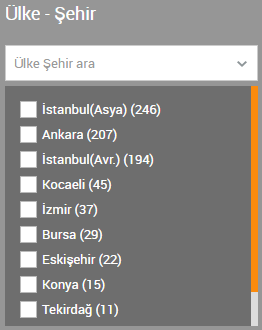 Ülke - Şehir
Ülke Şehir ara
İstanbul(Asya) (246)
Ankara (207)
İstanbul(Avr.) (194)
Kocaeli (45)
İzmir (37)
Bursa (29)
Eskişehir (22)
Konya (15)
Tekirdağ (11)